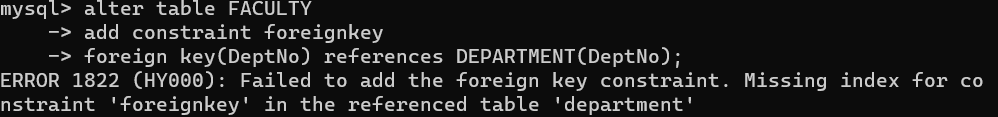 mysql> alter table FACULTY
-> add constraint foreignkey
-> foreign key(DeptNo) references DEPARTMENT(DeptNo);
ERROR 1822 (HY000): Failed to add the foreign key constraint. Missing index for co
nstraint 'foreignkey' in the referenced table 'department'